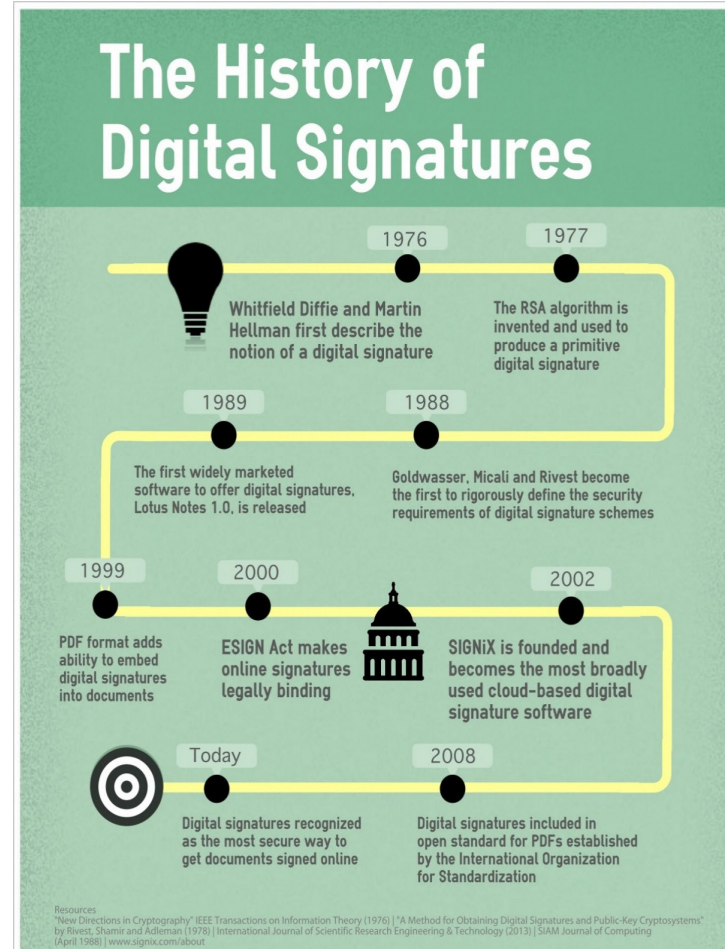 The History of
Digital Signatures
1976
1977
Whitfield Diffie and Martin
Hellman first describe the
notion of a digital signature
The RSA algorithm is
invented and used to
produce a primitive
digital signature
1989
1988
The first widely marketed
software to offer digital signatures,
Lotus Notes 1.0, is released
Goldwasser, Micali and Rivest become
the first to rigorously define the security
requirements of digital signature schemes
1999
2000
2002
PDF format adds
ability to embed
digital signatures
into documents
ESIGN Act makes
online signatures
legally binding
SIGNiX is founded and
becomes the most broadly
used cloud-based digital
signature software
Today
2008
Digital signatures recognized
as the most secure way to
get documents signed online
Digital signatures included in
open standard for PDFs established
by the International Organization
for Standardization
Resources
"New Directions in Cryptography" IEEE Transactions on Information Theory (1976) | "A Method for Obtaining Digital Signatures and Public-Key Cryptosystems"
by Rivest, Shamir and Adleman (1978) | International Journal of Scientific Research Engineering & Technology (2013) | SIAM Journal of Computing
(April 1988) | www.signix.com/about